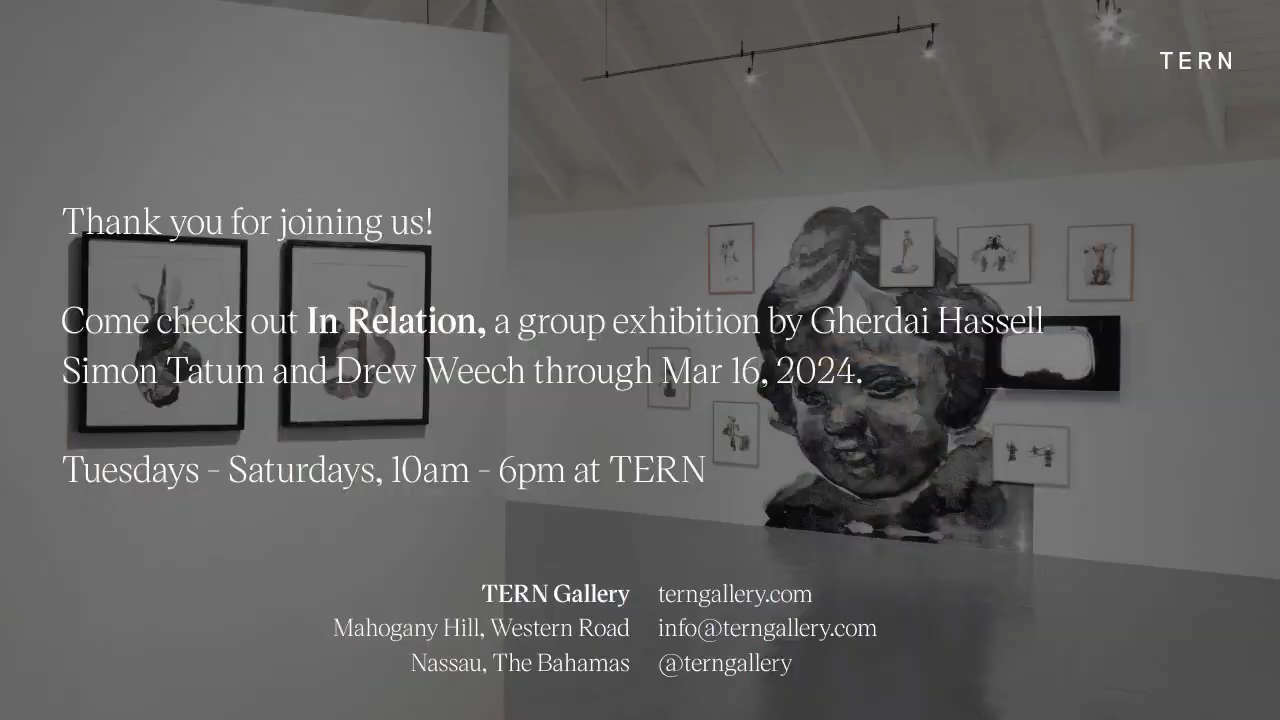 TERN
Thank you for joining us!
Come check out In Relation, a group exhibition by Gherdai Hassell
Simon Tatum and Drew Weech through Mar 16, 2024.
Tuesdays - Saturdays, 10am - 6pm at TERN
TERN Gallery
Mahogany Hill, Western Road
Nassau, The Bahamas
terngallery.com
info@terngallery.com
@terngallery